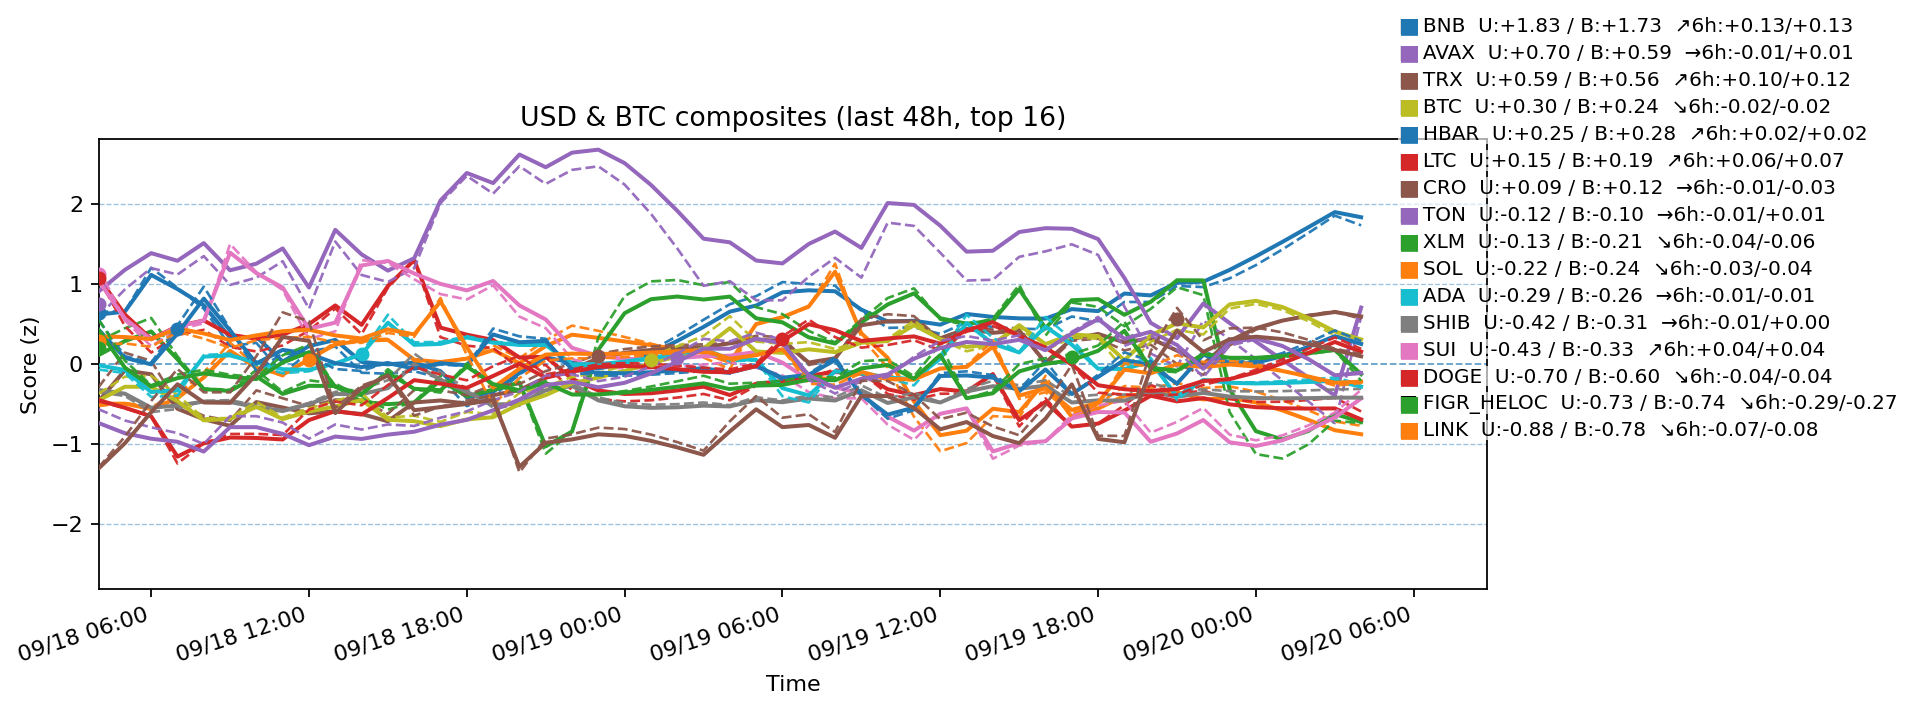 BNB  U:+1.83 / B:+1.73  ↗6h:+0.13/+0.13
AVAX  U:+0.70 / B:+0.59  →6h:-0.01/+0.01
TRX  U:+0.59 / B:+0.56  ↗6h:+0.10/+0.12
BTC  U:+0.30 / B:+0.24  ↘6h:-0.02/-0.02
HBAR  U:+0.25 / B:+0.28  ↗6h:+0.02/+0.02
LTC  U:+0.15 / B:+0.19  ↗6h:+0.06/+0.07
CRO  U:+0.09 / B:+0.12  →6h:-0.01/-0.03
TON  U:-0.12 / B:-0.10  →6h:-0.01/+0.01
XLM  U:-0.13 / B:-0.21  ↘6h:-0.04/-0.06
SOL  U:-0.22 / B:-0.24  ↘6h:-0.03/-0.04
ADA  U:-0.29 / B:-0.26  →6h:-0.01/-0.01
SHIB  U:-0.42 / B:-0.31  →6h:-0.01/+0.00
SUI  U:-0.43 / B:-0.33  ↗6h:+0.04/+0.04
DOGE  U:-0.70 / B:-0.60  ↘6h:-0.04/-0.04
FIGR_HELOC  U:-0.73 / B:-0.74  ↘6h:-0.29/-0.27
LINK  U:-0.88 / B:-0.78  ↘6h:-0.07/-0.08
USD & BTC composites (last 48h, top 16)
Score (z)
2
1
0
−1
−2
09/18 06:00
09/18 12:00
09/18 18:00
09/19 00:00
09/19 06:00
09/19 12:00
09/19 18:00
09/20 00:00
09/20 06:00
Time